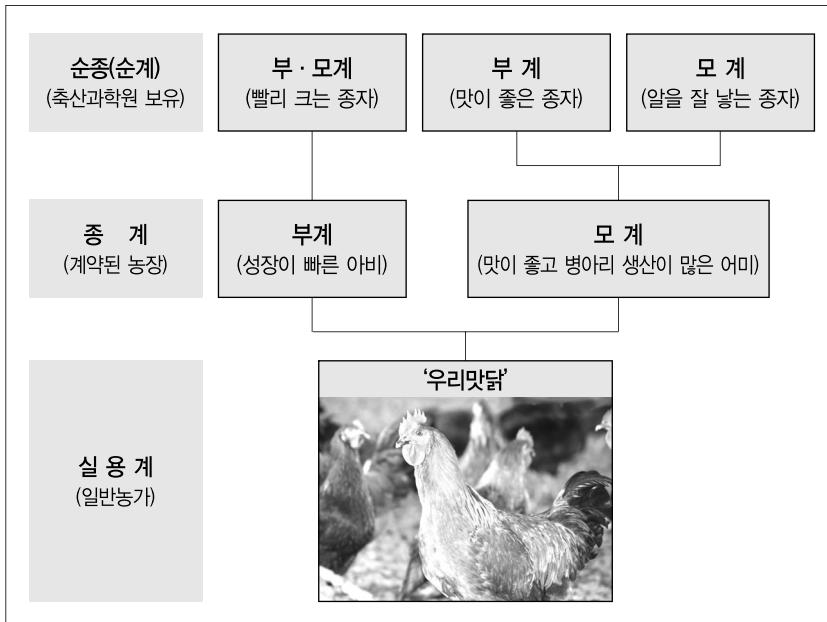 순종(순계)
(축산과학원 보유)
부 · 모계
(빨리 크는 종자)
부 계
(맛이 좋은 종자)
모 계
(알을 잘 낳는 종자)
종 계
(계약된 농장)
부계
(성장이 빠른 아비)
모 계
(맛이 좋고 병아리 생산이 많은 어미)
실 용 계
(일반농가)
‘우리맛닭’